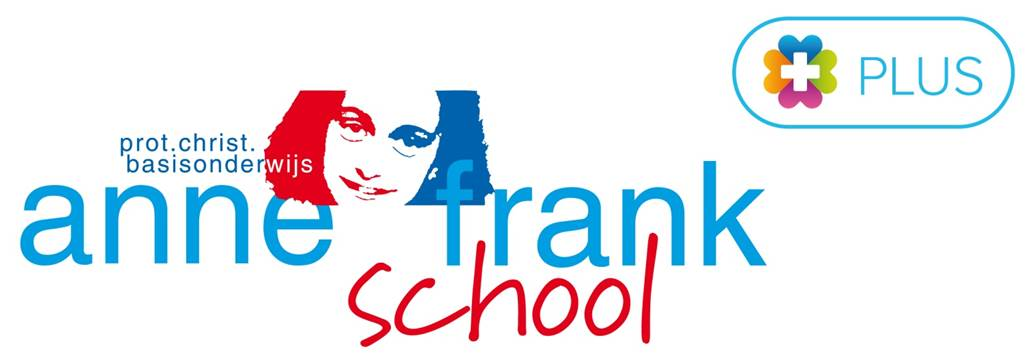 PLUS
prot.christ.
basisonderwijs
anne frank
school